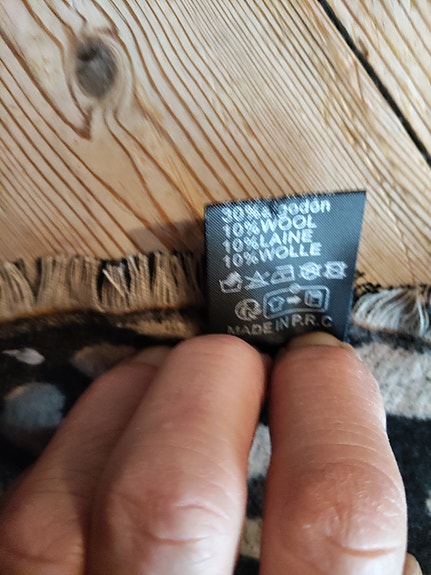 30% algodón
10%WOOL
10%LAINE
10%WOLLE
MADE IN P.R.C